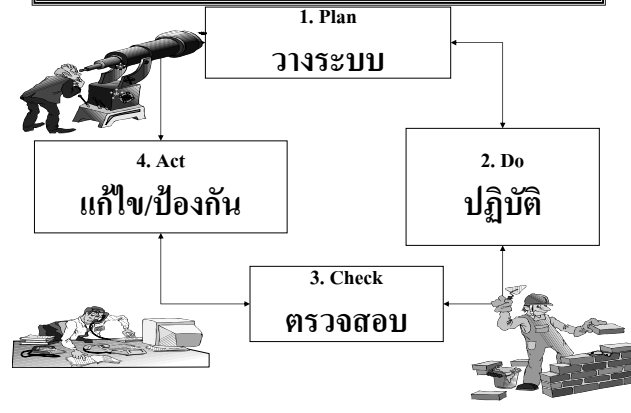 1. Plan
วางระบบ
2. Do
ปฏิบัติ
3. Check
ตรวจสอบ
4. Act
แก้ไข/ป้องกัน